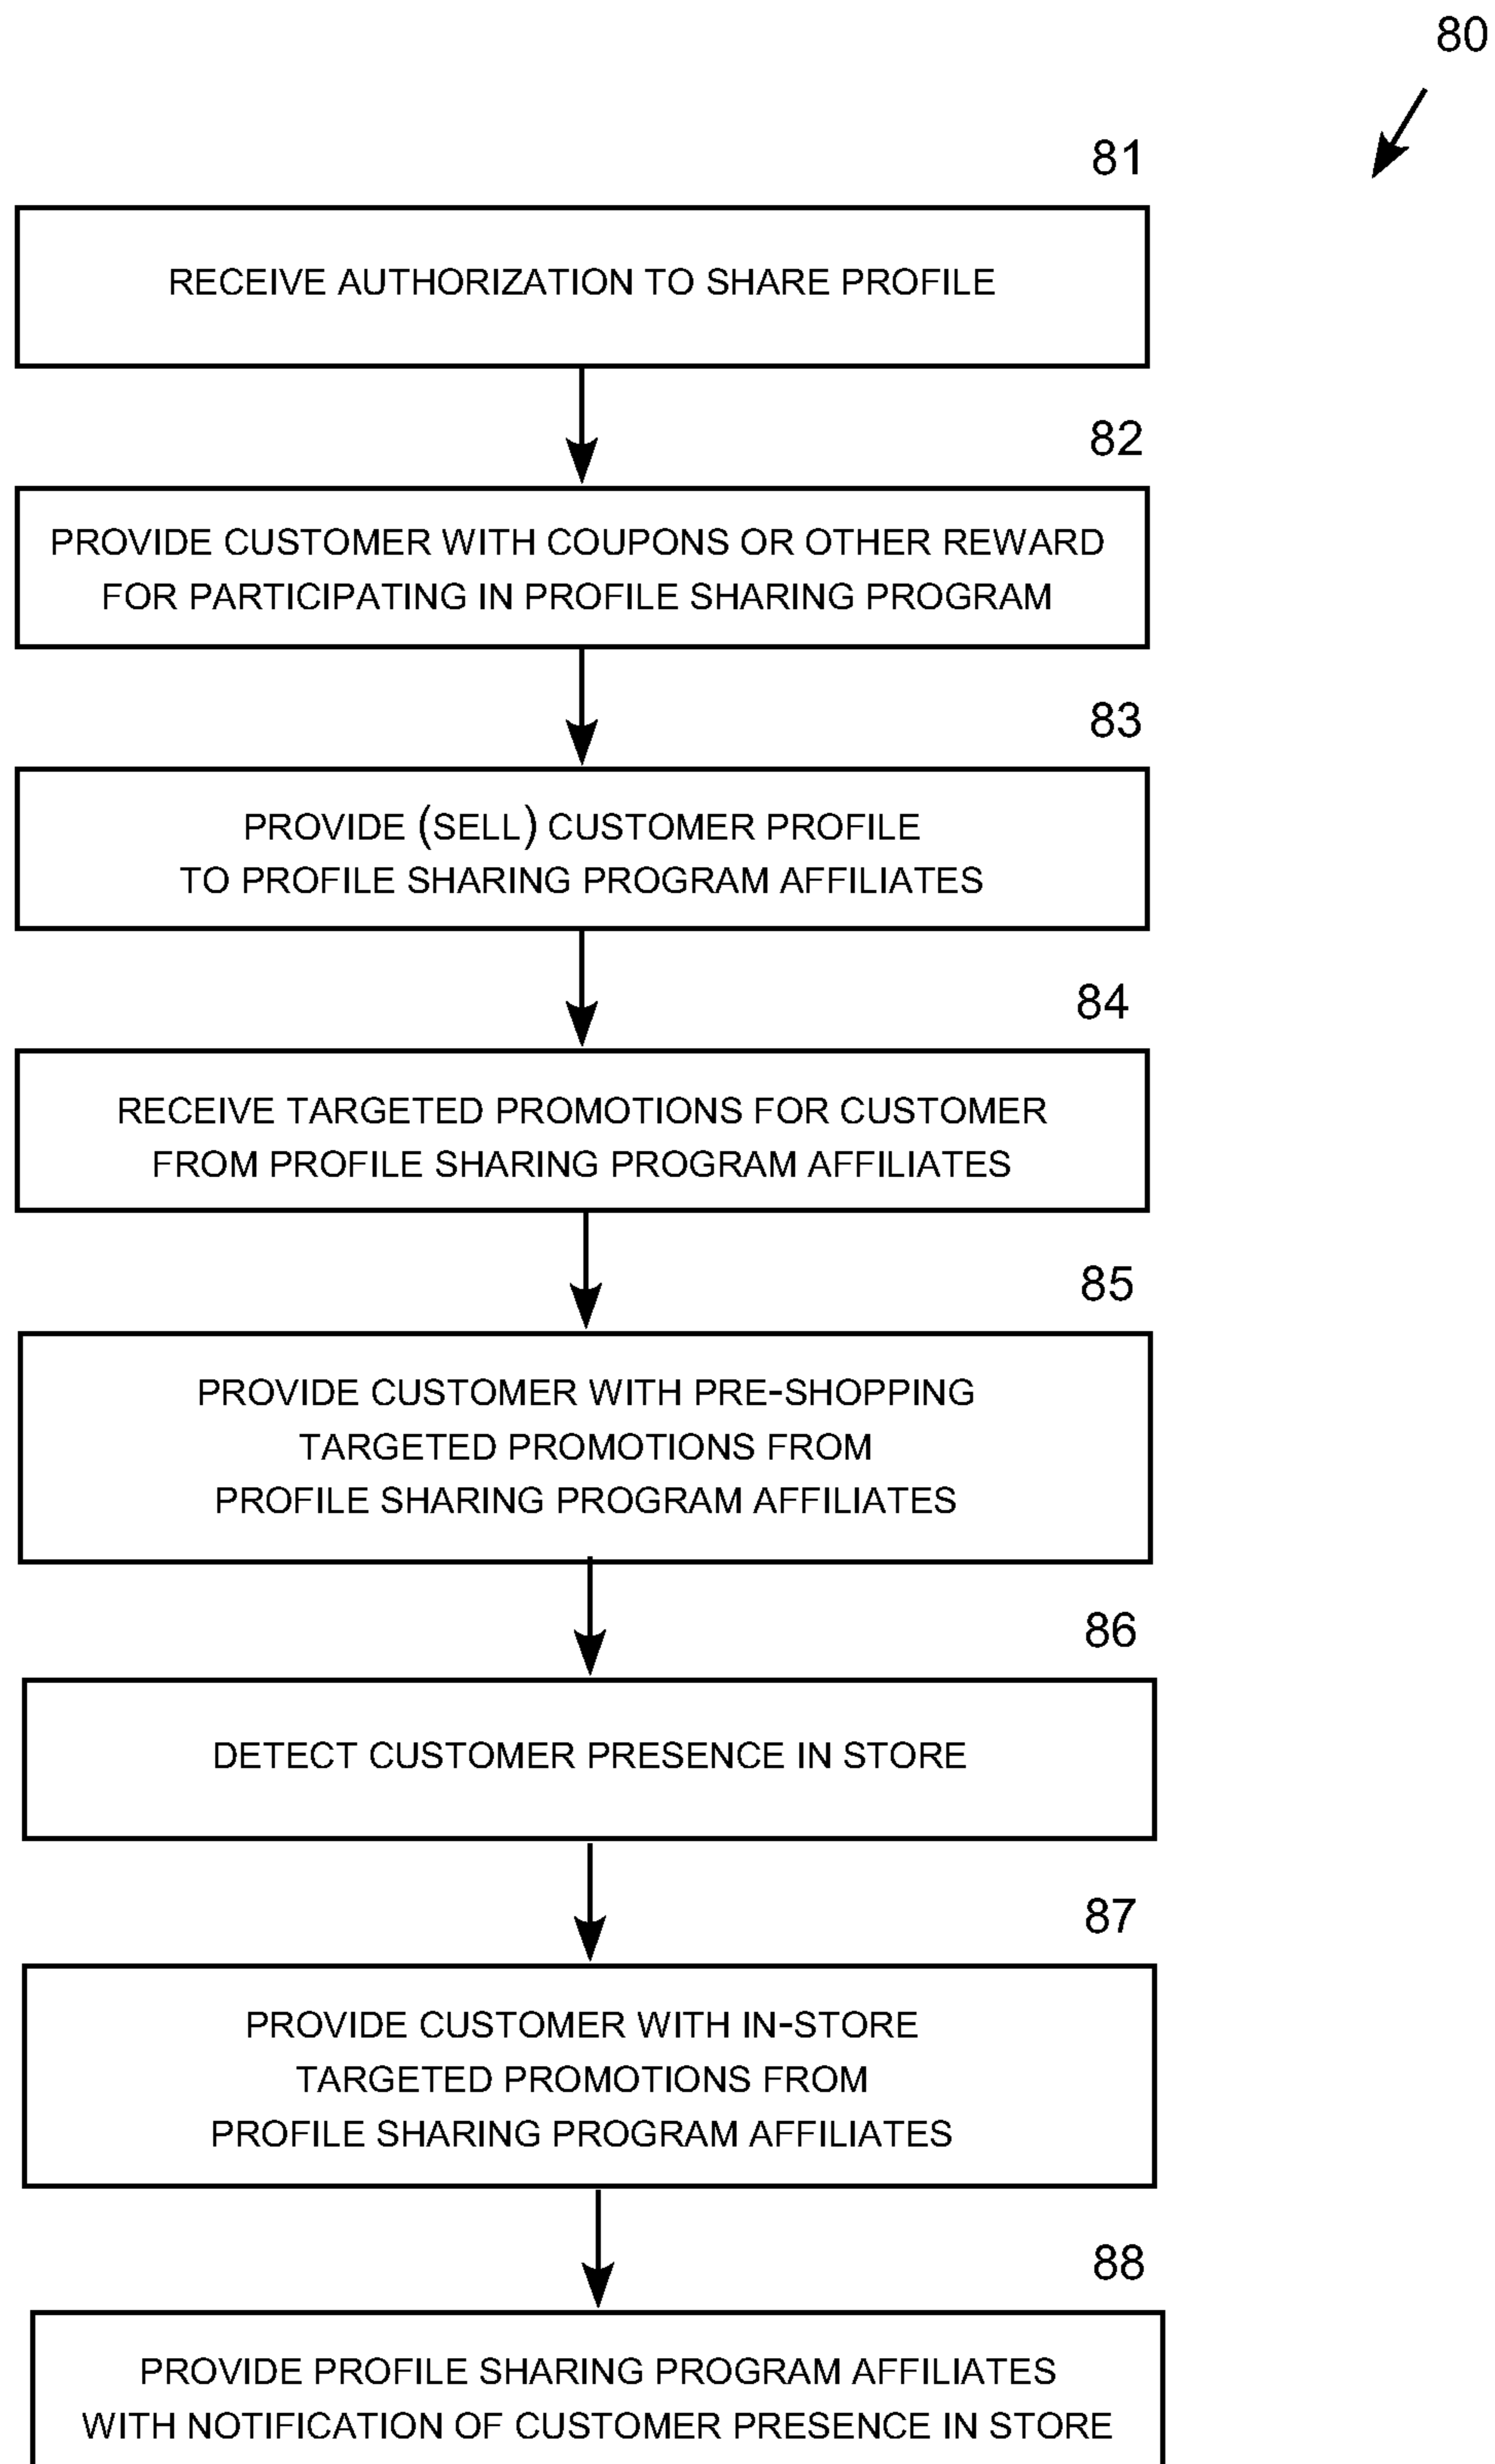 80
81
RECEIVE AUTHORIZATION TO SHARE PROFILE
82
PROVIDE CUSTOMER WITH COUPONS OR OTHER REWARD
FOR PARTICIPATING IN PROFILE SHARING PROGRAM
83
PROVIDE (SELL) CUSTOMER PROFILE
TO PROFILE SHARING PROGRAM AFFILIATES
84
RECEIVE TARGETED PROMOTIONS FOR CUSTOMER
FROM PROFILE SHARING PROGRAM AFFILIATES
85
PROVIDE CUSTOMER WITH PRE-SHOPPING
TARGETED PROMOTIONS FROM
PROFILE SHARING PROGRAM AFFILIATES
86
DETECT CUSTOMER PRESENCE IN STORE
87
PROVIDE CUSTOMER WITH IN-STORE
TARGETED PROMOTIONS FROM
PROFILE SHARING PROGRAM AFFILIATES
88
PROVIDE PROFILE SHARING PROGRAM AFFILIATES
WITH NOTIFICATION OF CUSTOMER PRESENCE IN STORE